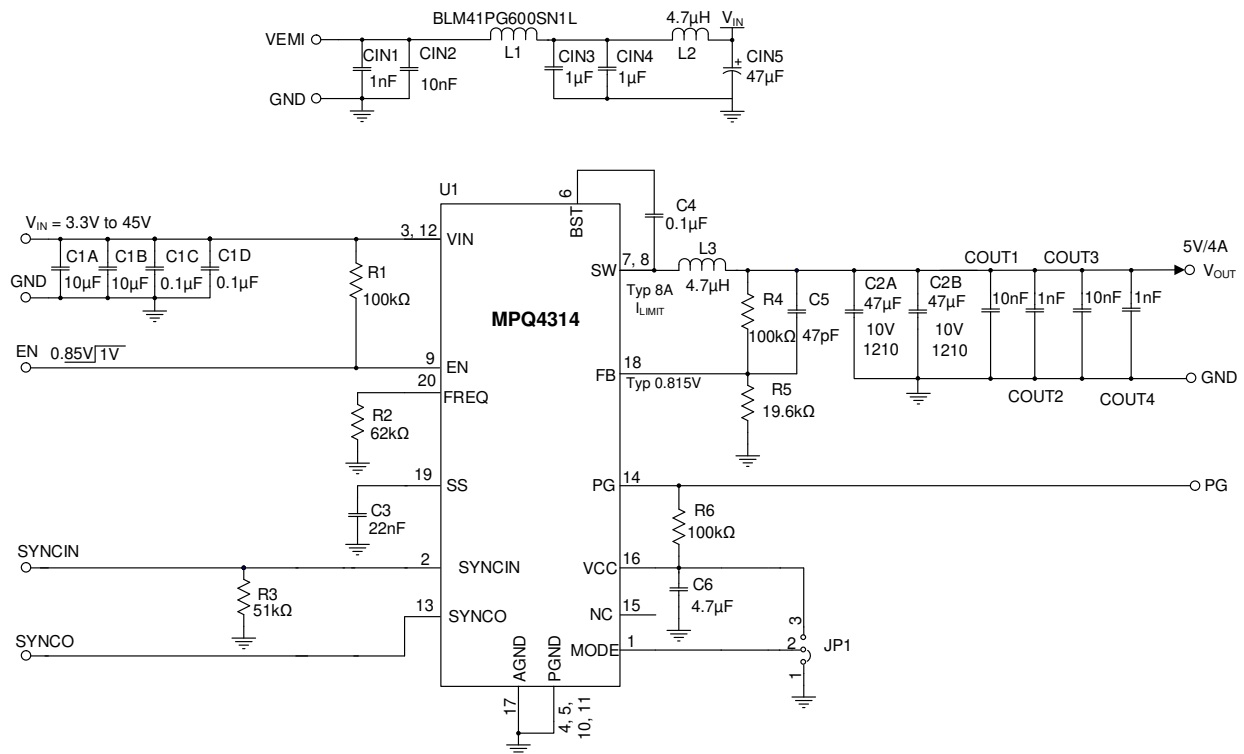 BLM41PG600SN1L
4.7µH
VIN
VEMI
CIN1
1nF
CIN2
10nF
L1
CIN3
1µF
CIN4
1µF
L2
+
CIN5
47µF
GND
U1
6
BST
C4
0.1µF
VIN = 3.3V to 45V
3, 12
VIN
C1A
10µF
C1B
10µF
C1C
0.1µF
C1D
0.1µF
GND
R1
100kΩ
SW
7, 8
L3
4.7µH
Typ 8A
ILIMIT
MPQ4314
R4
100kΩ
C5
47pF
C2A
47µF
10V
1210
C2B
47µF
10V
1210
COUT1
COUT3
10nF
1nF
10nF
1nF
5V/4A
VOUT
EN
0.85V
1V
9
EN
20
FREQ
FB
18
Typ 0.815V
R5
19.6kΩ
GND
COUT2
COUT4
R2
62kΩ
19
SS
C3
22nF
PG
14
PG
R6
100kΩ
SYNCIN
2
SYNCIN
VCC
16
R3
51kΩ
C6
4.7µF
13
SYNCO
NC
15
SYNCO
MODE
1
3
2
1
JP1
AGND
PGND
17
4, 5,
10, 11